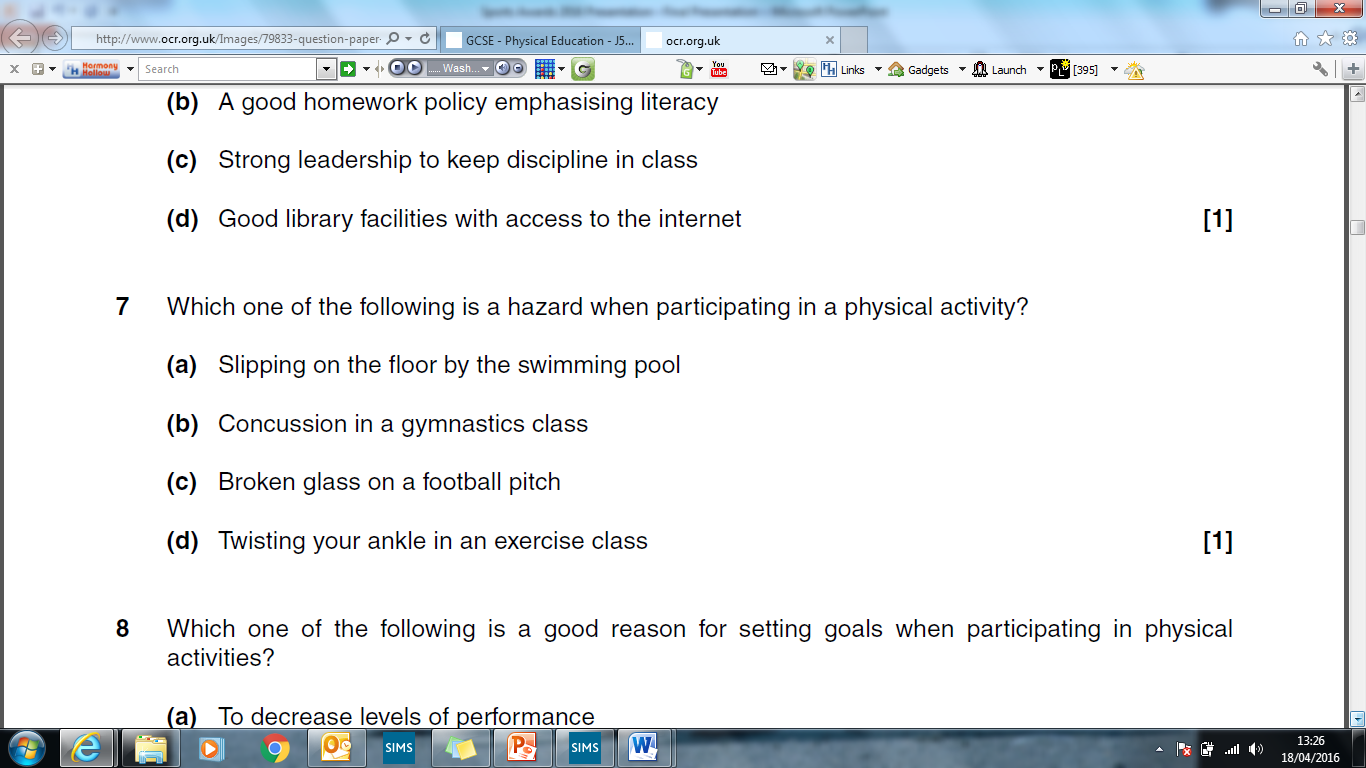 Sports Awards 2016 Presentation - Final Presentation - Microsoft PowerPoint
http://www.ocr.org.uk/Images/79833-question-paper-
GCSE - Physical Education - J5...
ocr.org.uk
x
Harmony Hollow
Search
..... Wash...
You Tube
Links
Gadgets
Launch
[395]
(b) A good homework policy emphasising literacy
(c) Strong leadership to keep discipline in class
(d) Good library facilities with access to the internet [1]
7 Which one of the following is a hazard when participating in a physical activity?
(a) Slipping on the floor by the swimming pool
(b) Concussion in a gymnastics class
(c) Broken glass on a football pitch
(d) Twisting your ankle in an exercise class [1]
8 Which one of the following is a good reason for setting goals when participating in physical
activities?
(a) To decrease levels of performance
SIMS
SIMS
13:26
18/04/2016